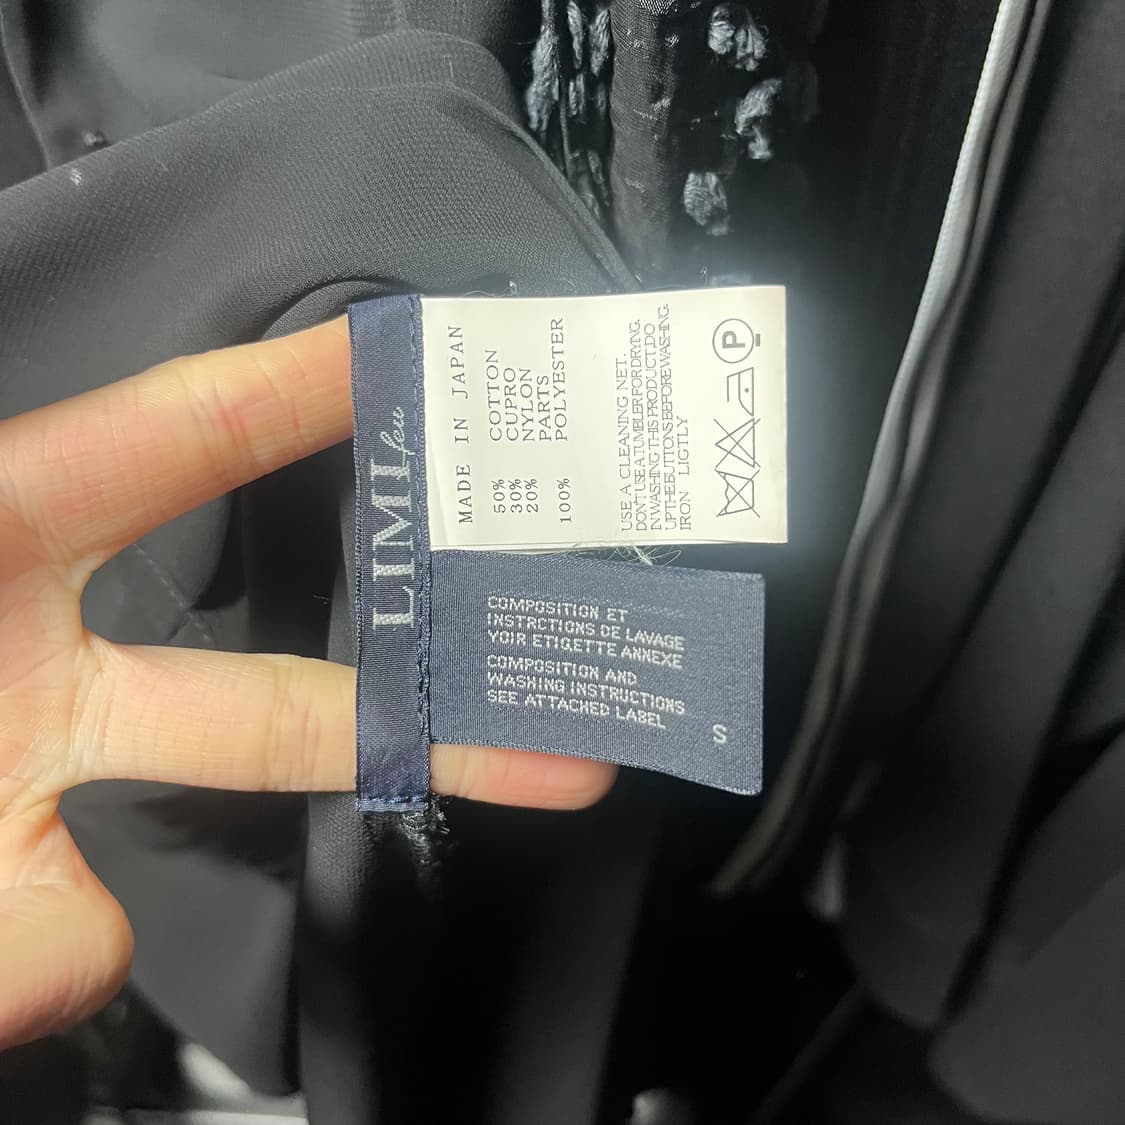 LIMI feu
MADE IN JAPAN
50% COTTON
30% CUPRO
20% NYLON
PARTS
100% POLYESTER
USE A CLEANING NET.
DON'T USE A TUMBLER FOR DRYING.
IN WASHING THIS PRODUCT,DO
UP THE BUTTONS BEFORE WASHING.
IRON LIGTLY
P
COMPOSITION ET
INSTRCTIONS DE LAVAGE
VOIR ETIGETTE ANNEXE
COMPOSITION AND
WASHING INSTRUCTIONS
SEE ATTACHED LABEL
S